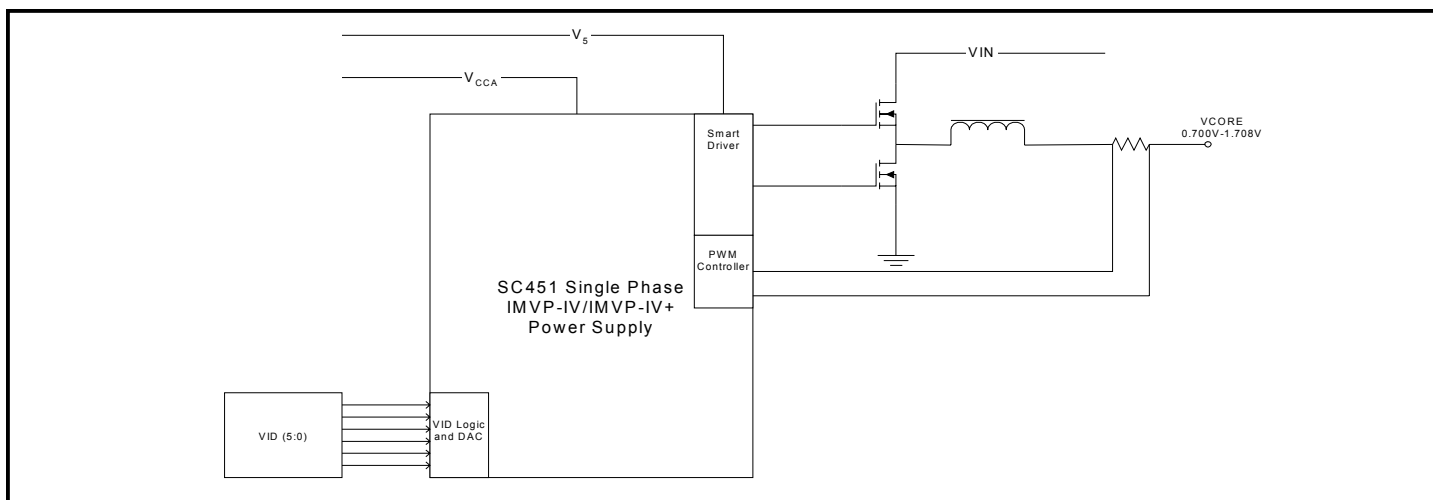 V5
VIN
VCCA
Smart
Driver
VCORE
0.700V-1.708V
PWM
Controller
SC451 Single Phase
IMVP-IV/IMVP-IV+
Power Supply
VID (5:0)
VID Logic
and DAC